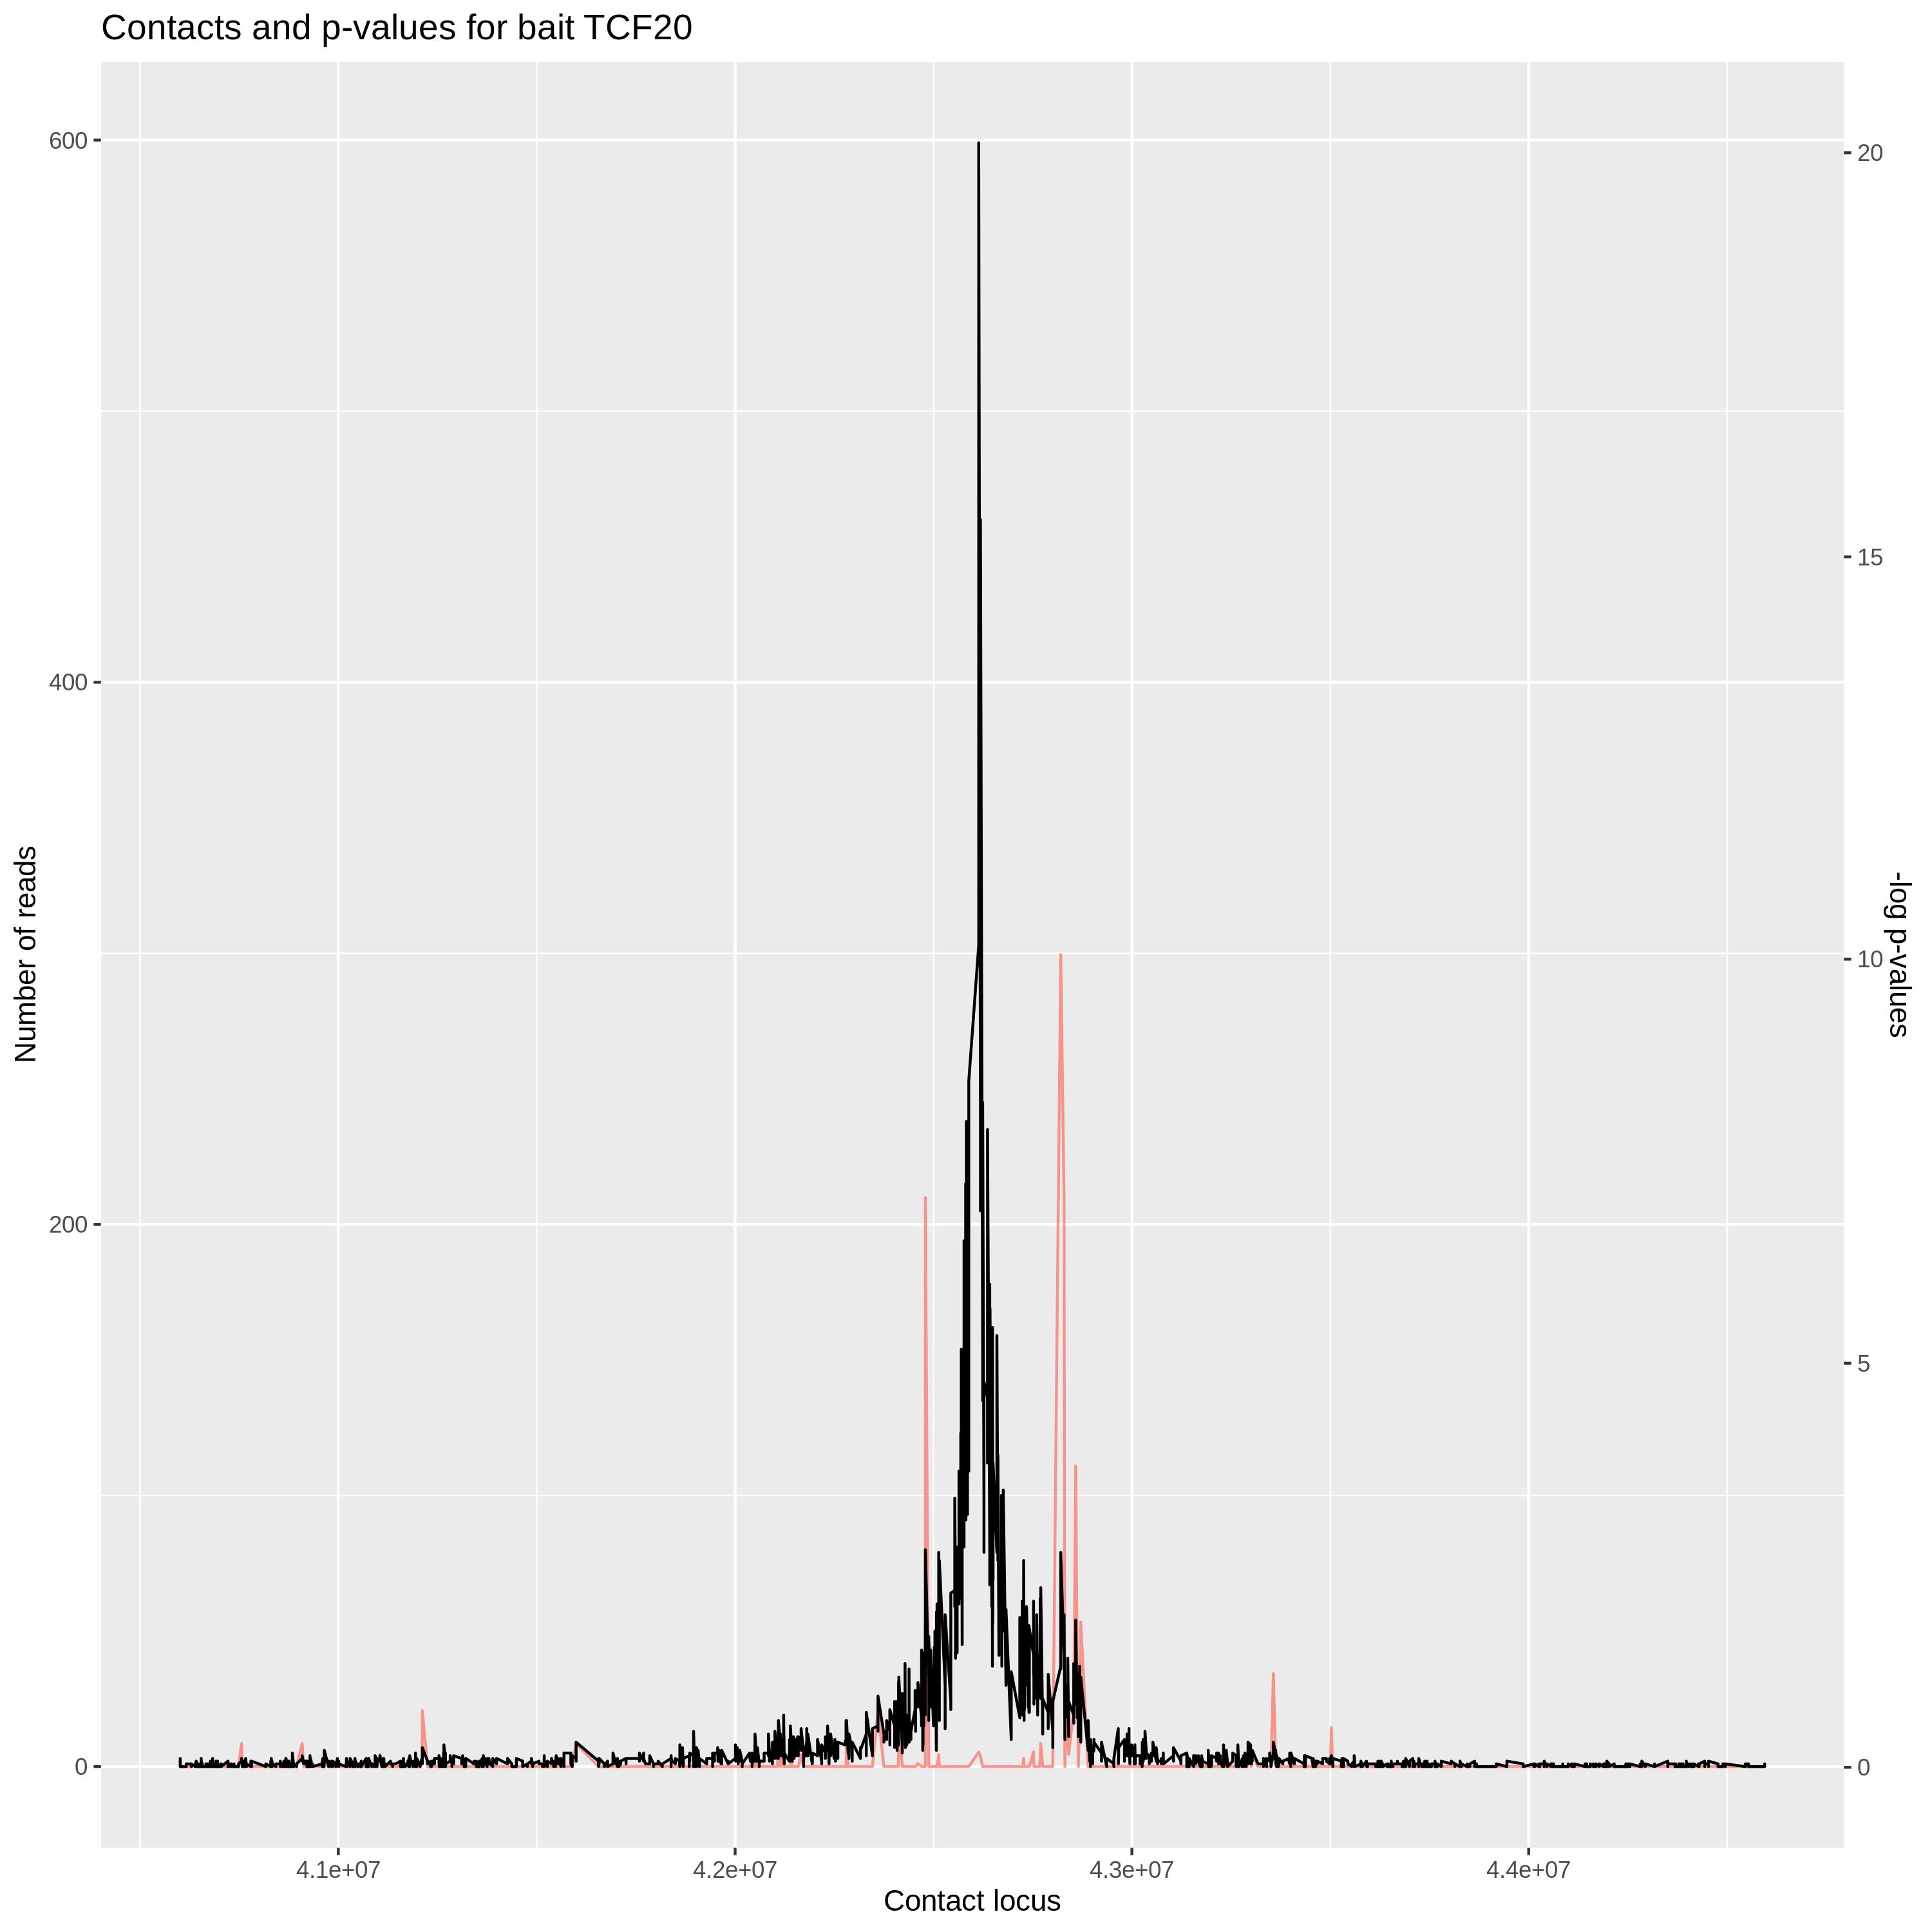 Contacts and p-values for bait TCF20
600
400
200
0
Number of reads
20
15
10
5
0
-log p-values
4.1e+07 4.2e+07 4.3e+07 4.4e+07
Contact locus